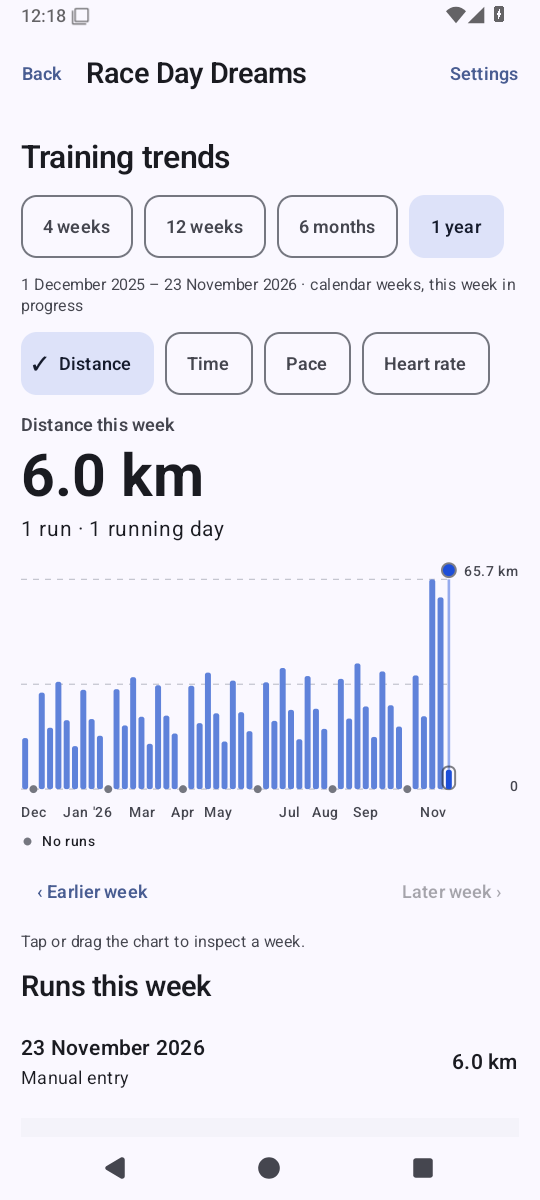 12:18
Back
Race Day Dreams
Settings
Training trends
4 weeks
12 weeks
6 months
1 year
1 December 2025 – 23 November 2026 · calendar weeks, this week in
progress
✓ Distance
Time
Pace
Heart rate
Distance this week
6.0 km
1 run · 1 running day
65.7 km
0
Dec
Jan '26
Mar
Apr
May
Jul
Aug
Sep
Nov
No runs
‹ Earlier week
Later week ›
Tap or drag the chart to inspect a week.
Runs this week
23 November 2026
6.0 km
Manual entry